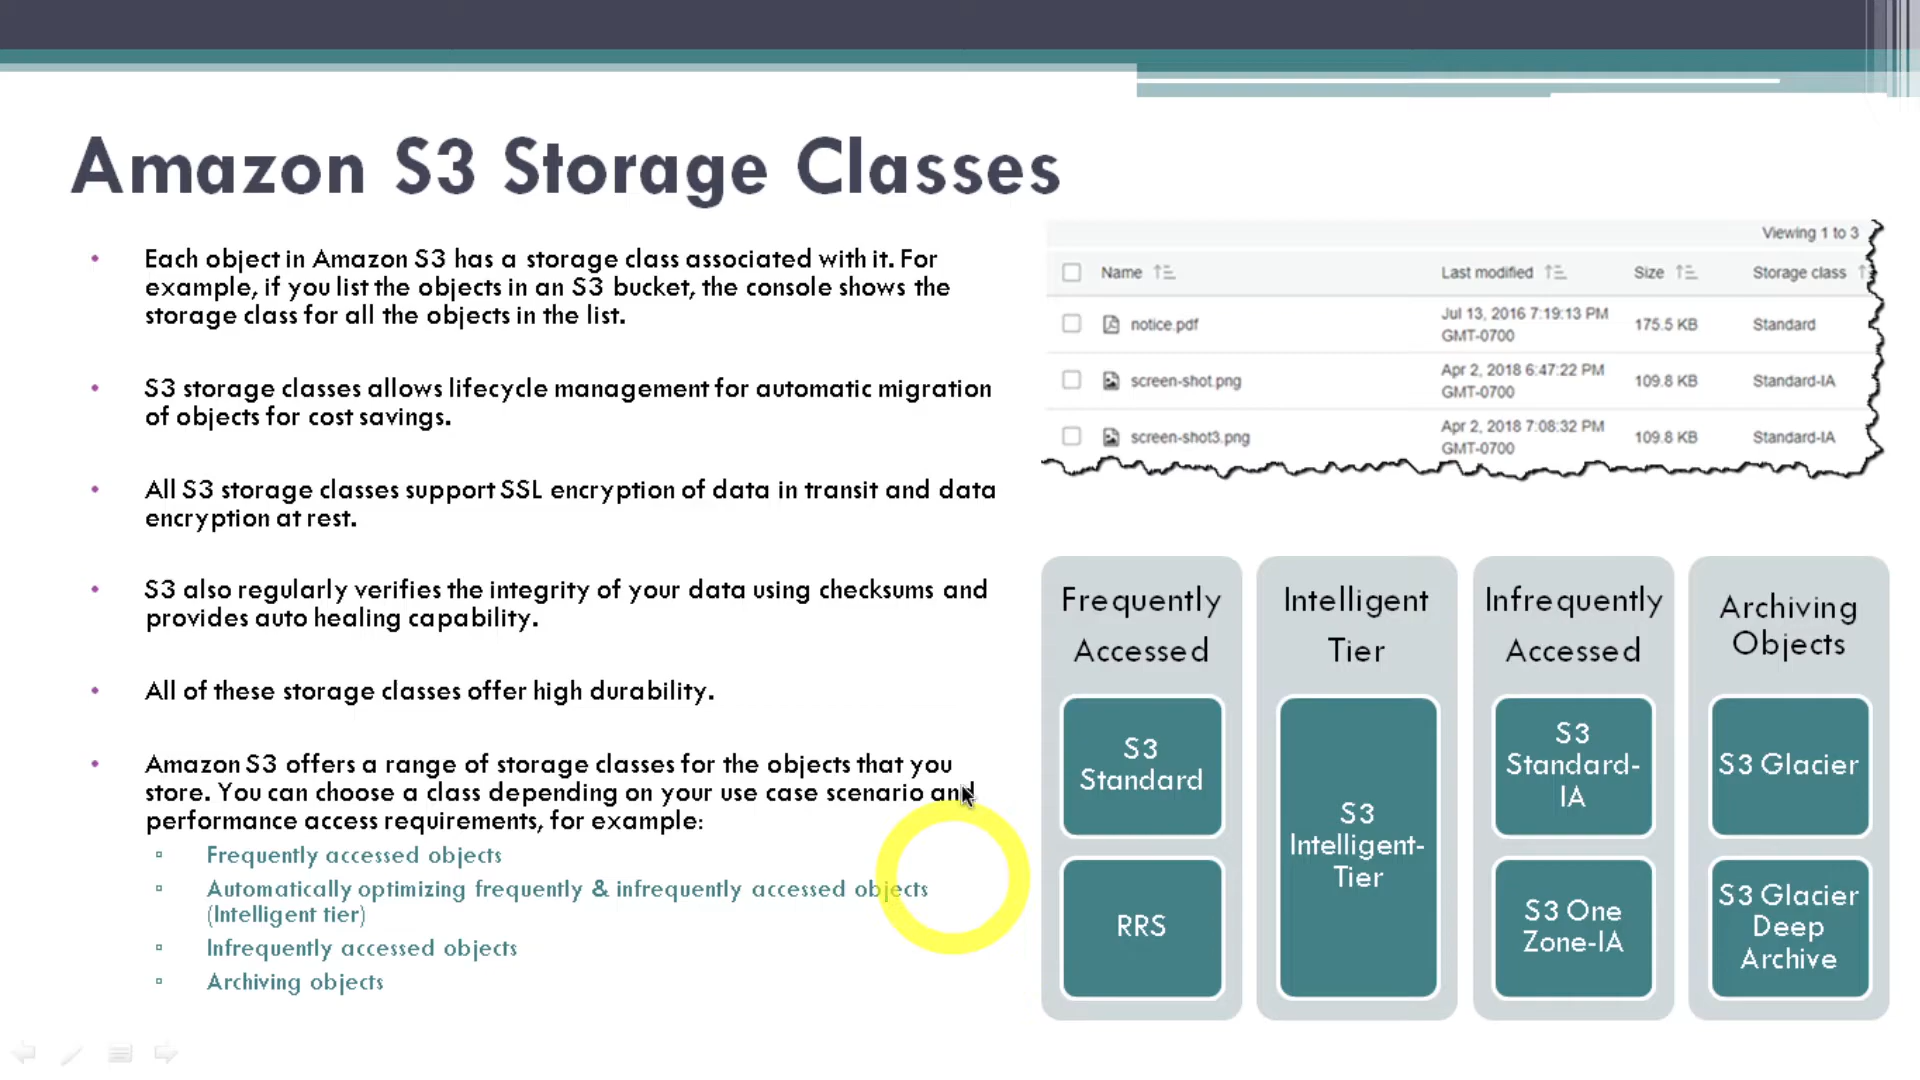 Amazon S3 Storage Classes
• Each object in Amazon S3 has a storage class associated with it. For
example, if you list the objects in an S3 bucket, the console shows the
storage class for all the objects in the list.
• S3 storage classes allows lifecycle management for automatic migration
of objects for cost savings.
• All S3 storage classes support SSL encryption of data in transit and data
encryption at rest.
• S3 also regularly verifies the integrity of your data using checksums and
provides auto healing capability.
• All of these storage classes offer high durability.
• Amazon S3 offers a range of storage classes for the objects that you
store. You can choose a class depending on your use case scenario and
performance access requirements, for example:
Frequently accessed objects
Automatically optimizing frequently & infrequently accessed objects
(Intelligent tier)
Infrequently accessed objects
Archiving objects
Viewing 1 to 3
Name Last modified Size Storage class
notice.pdf Jul 13, 2016 7:19:13 PM 175.5 KB Standard
GMT-0700
screen-shot.png Apr 2, 2018 6:47:22 PM 109.8 KB Standard-IA
GMT-0700
screen-shot3.png Apr 2, 2018 7:08:32 PM 109.8 KB Standard-IA
GMT-0700
Frequently
Accessed
S3
Standard
RRS
Intelligent
Tier
S3
Intelligent-
Tier
Infrequently
Accessed
S3
Standard-
IA
S3 One
Zone-IA
Archiving
Objects
S3 Glacier
S3 Glacier
Deep
Archive